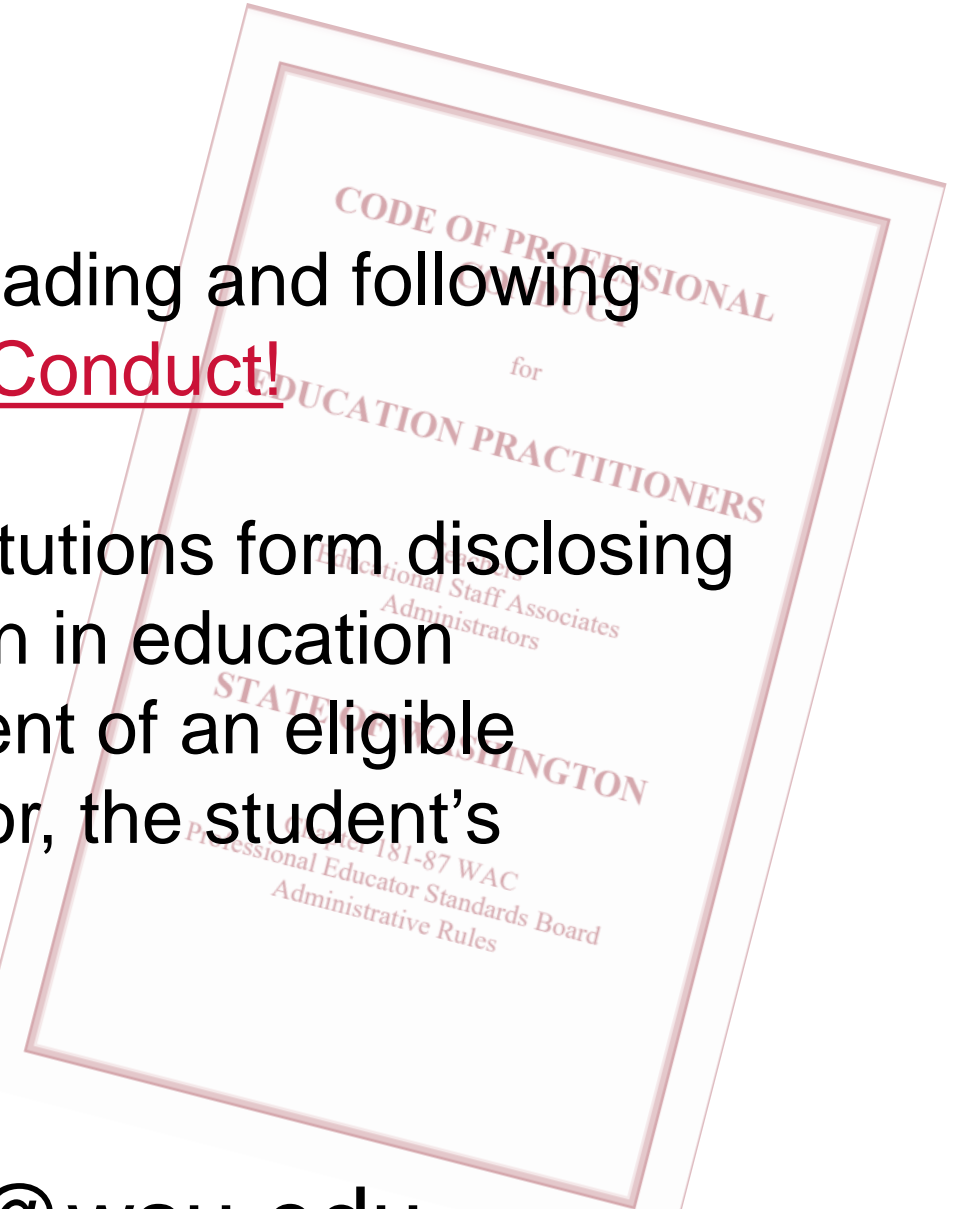 CODE OF PROFESSIONAL
CONDUCT
for
EDUCATION PRACTITIONERS
Teachers
Educational Staff Associates
Administrators
STATE OF WASHINGTON
Chapter 181-87 WAC
Professional Educator Standards Board
Administrative Rules
ading and following
Conduct!
tutions form disclosing
in education
ent of an eligible
or, the student's
@wsu.edu